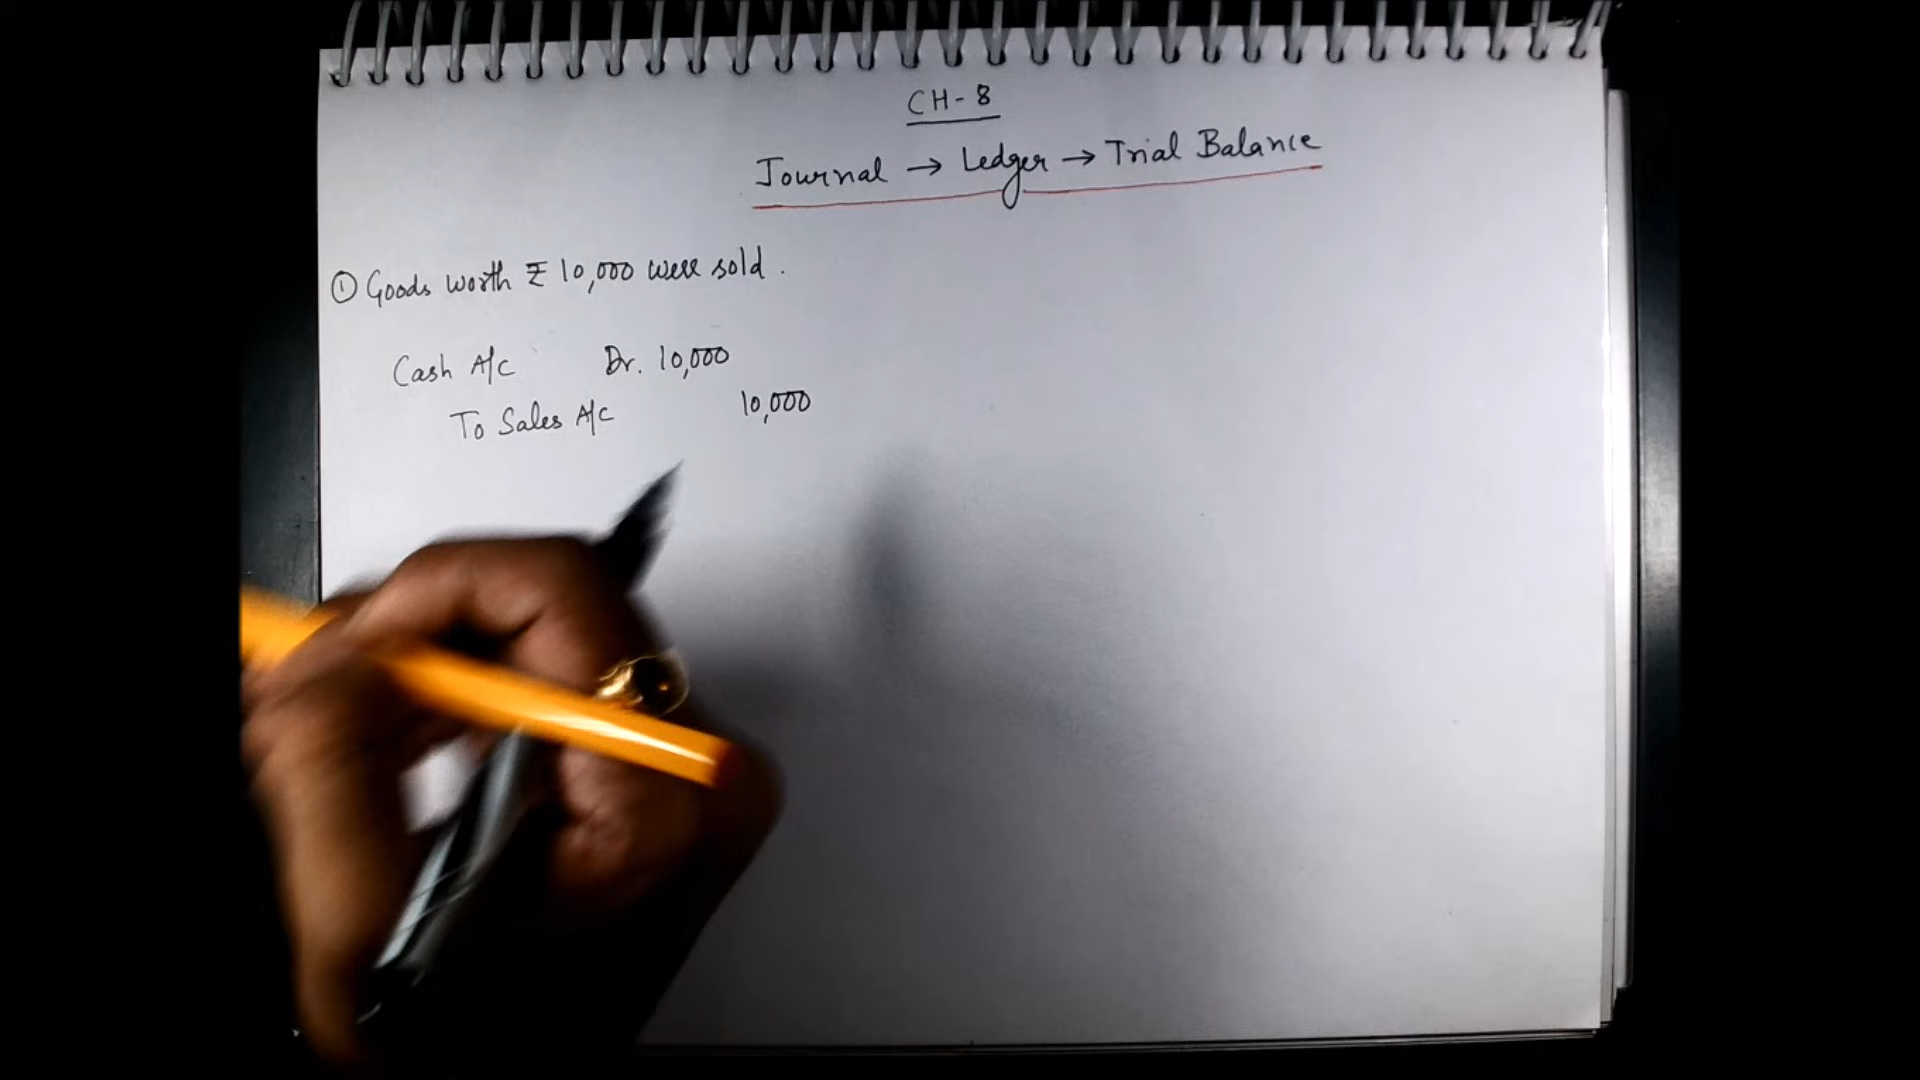 CH-8
Journal → Ledger → Trial Balance
① Goods worth ₹ 10,000 were sold.
Cash A/c Dr. 10,000
To Sales A/c 10,000